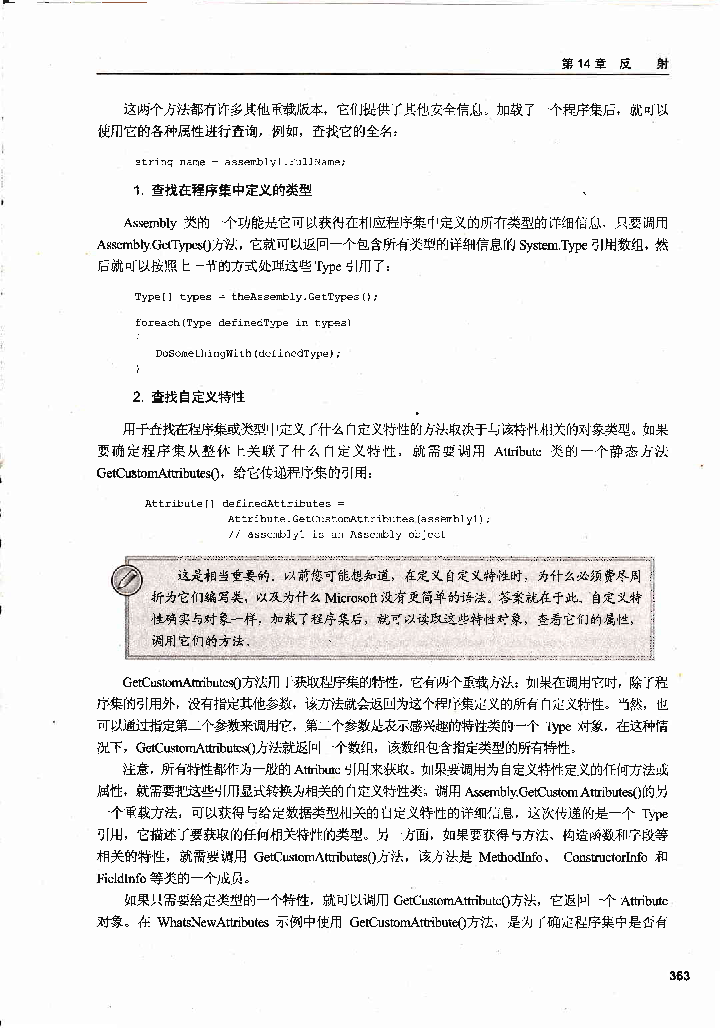 第 14 章 反 射
这两个方法都有许多其他重载版本，它们提供了其他安全信息。加载了一个程序集后，就可以
使用它的各种属性进行查询，例如，查找它的全名：
string name = assembly1.FullName;
1. 查找在程序集中定义的类型
Assembly 类的一个功能是它可以获得在相应程序集中定义的所有类型的详细信息，只要调用
Assembly.GetTypes()方法，它就可以返回一个包含所有类型的详细信息的 System.Type 引用数组，然
后就可以按照上一节的方式处理这些 Type 引用了：
Type[] types = theAssembly.GetTypes();
foreach(Type definedType in types)
{
DoSomethingWith(definedType);
}
2. 查找自定义特性
用于查找在程序集或类型中定义了什么自定义特性的方法取决于与该特性相关的对象类型。如果
要确定程序集从整体上关联了什么自定义特性，就需要调用 Attribute 类的一个静态方法
GetCustomAttributes()，给它传递程序集的引用：
Attribute[] definedAttributes =
Attribute.GetCustomAttributes(assembly1);
// assembly1 is an Assembly object
这是相当重要的。以前您可能想知道，在定义自定义特性时，为什么必须费尽周
折为它们编写类，以及为什么 Microsoft 没有更简单的语法。答案就在于此。自定义特
性确实与对象一样，加载了程序集后，就可以读取这些特性对象，查看它们的属性，
调用它们的方法。
GetCustomAttributes()方法用于获取程序集的特性，它有两个重载方法：如果在调用它时，除了程
序集的引用外，没有指定其他参数，该方法就会返回为这个程序集定义的所有自定义特性。当然，也
可以通过指定第二个参数来调用它，第二个参数是表示感兴趣的特性类的一个 Type 对象，在这种情
况下，GetCustomAttributes()方法就返回一个数组，该数组包含指定类型的所有特性。
注意，所有特性都作为一般的 Attribute 引用来获取。如果要调用为自定义特性定义的任何方法或
属性，就需要把这些引用显式转换为相关的自定义特性类。调用 Assembly.GetCustom Attributes()的另
一个重载方法，可以获得与给定数据类型相关的自定义特性的详细信息，这次传递的是一个 Type
引用，它描述了要获取的任何相关特性的类型。另一方面，如果要获得与方法、构造函数和字段等
相关的特性，就需要调用 GetCustomAttributes()方法，该方法是 MethodInfo、 ConstructorInfo 和
FieldInfo 等类的一个成员。
如果只需要给定类型的一个特性，就可以调用 GetCustomAttribute()方法，它返回一个 Attribute
对象。在 WhatsNewAttributes 示例中使用 GetCustomAttribute()方法，是为了确定程序集中是否有
363